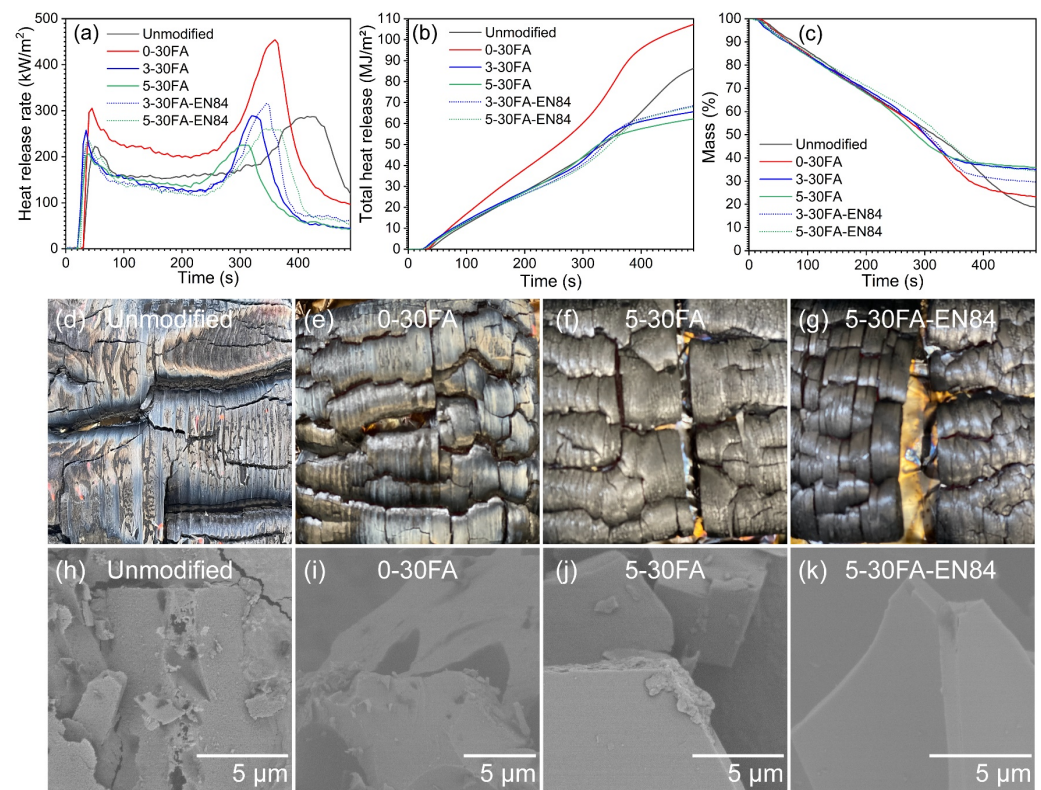 (a)
Heat release rate (kW/m²)
500
400
300
200
100
0
Unmodified
0-30FA
3-30FA
5-30FA
3-30FA-EN84
5-30FA-EN84
0 100 200 300 400
Time (s)
(b)
Total heat release (MJ/m²)
110
100
90
80
70
60
50
40
30
20
10
0
Unmodified
0-30FA
3-30FA
5-30FA
3-30FA-EN84
5-30FA-EN84
0 100 200 300 400
Time (s)
(c)
Mass (%)
100
90
80
70
60
50
40
30
20
10
0
Unmodified
0-30FA
3-30FA
5-30FA
3-30FA-EN84
5-30FA-EN84
0 100 200 300 400
Time (s)
(d) Unmodified
(e) 0-30FA
(f) 5-30FA
(g) 5-30FA-EN84
(h) Unmodified
5 μm
(i) 0-30FA
5 μm
(j) 5-30FA
5 μm
(k) 5-30FA-EN84
5 μm